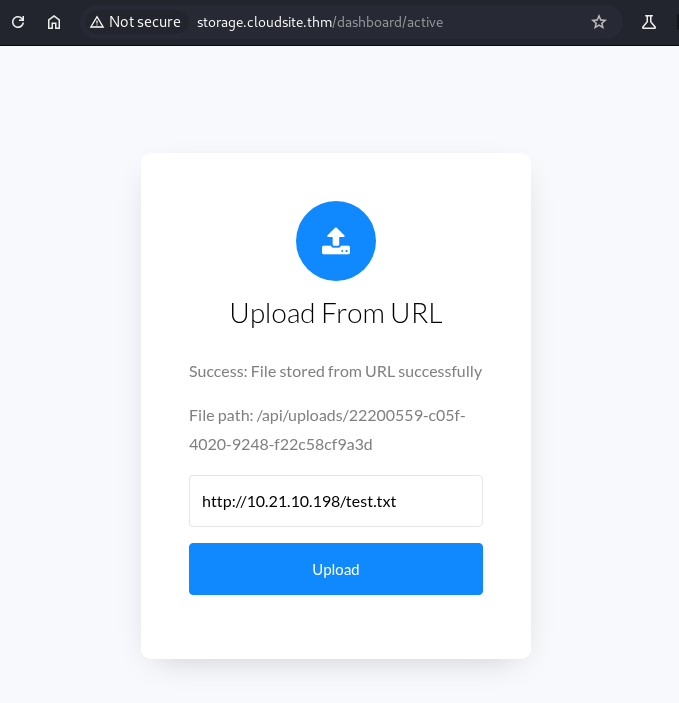 Not secure storage.cloudsite.thm/dashboard/active
Upload From URL
Success: File stored from URL successfully
File path: /api/uploads/22200559-c05f-
4020-9248-f22c58cf9a3d
http://10.21.10.198/test.txt
Upload